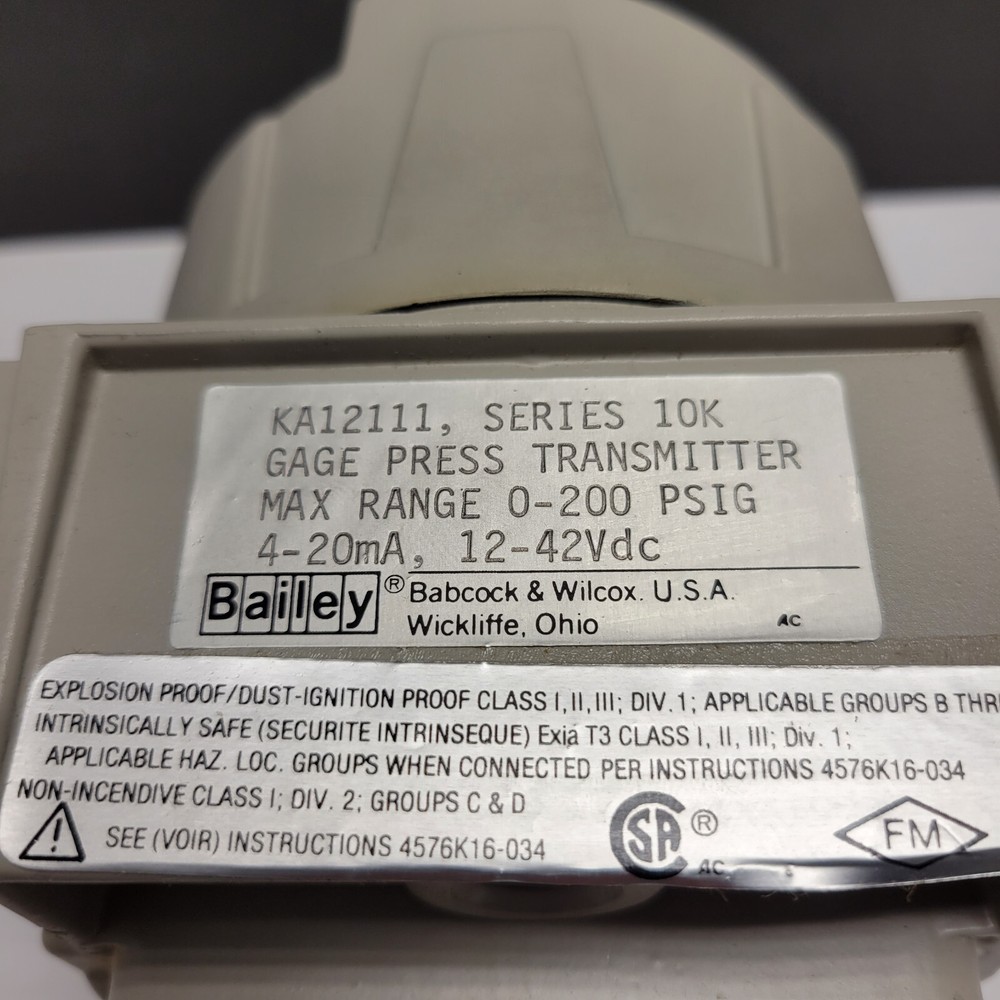 KA12111, SERIES 10K
GAGE PRESS TRANSMITTER
MAX RANGE 0-200 PSIG
4-20mA, 12-42Vdc
Bailey® Babcock & Wilcox. U.S.A.
Wickliffe, Ohio AC
EXPLOSION PROOF/DUST-IGNITION PROOF CLASS I, II, III; DIV. 1; APPLICABLE GROUPS B
INTRINSICALLY SAFE (SECURITE INTRINSEQUE) Exia T3 CLASS I, II, III; Div. 1;
APPLICABLE HAZ. LOC. GROUPS WHEN CONNECTED PER INSTRUCTIONS 4576K16-034
NON-INCENDIVE CLASS I; DIV. 2; GROUPS C & D
SEE (VOIR) INSTRUCTIONS 4576K16-034
SA® AC
FM